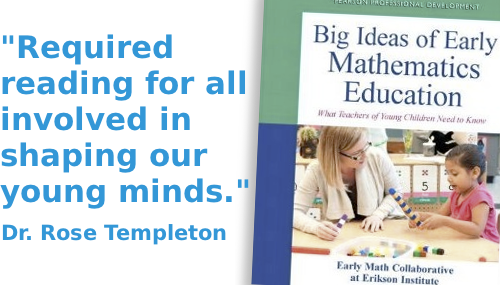 "Required
reading for all
involved in
shaping our
young minds."
Dr. Rose Templeton
PEARSON PROFESSIONAL DEVELOPMENT
Big Ideas of Early
Mathematics
Education
What Teachers of Young Children Need to Know
5
Early Math Collaborative
at Erikson Institute